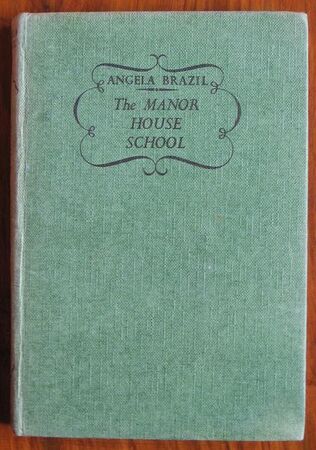 ANGELA BRAZIL
The MANOR
HOUSE
SCHOOL